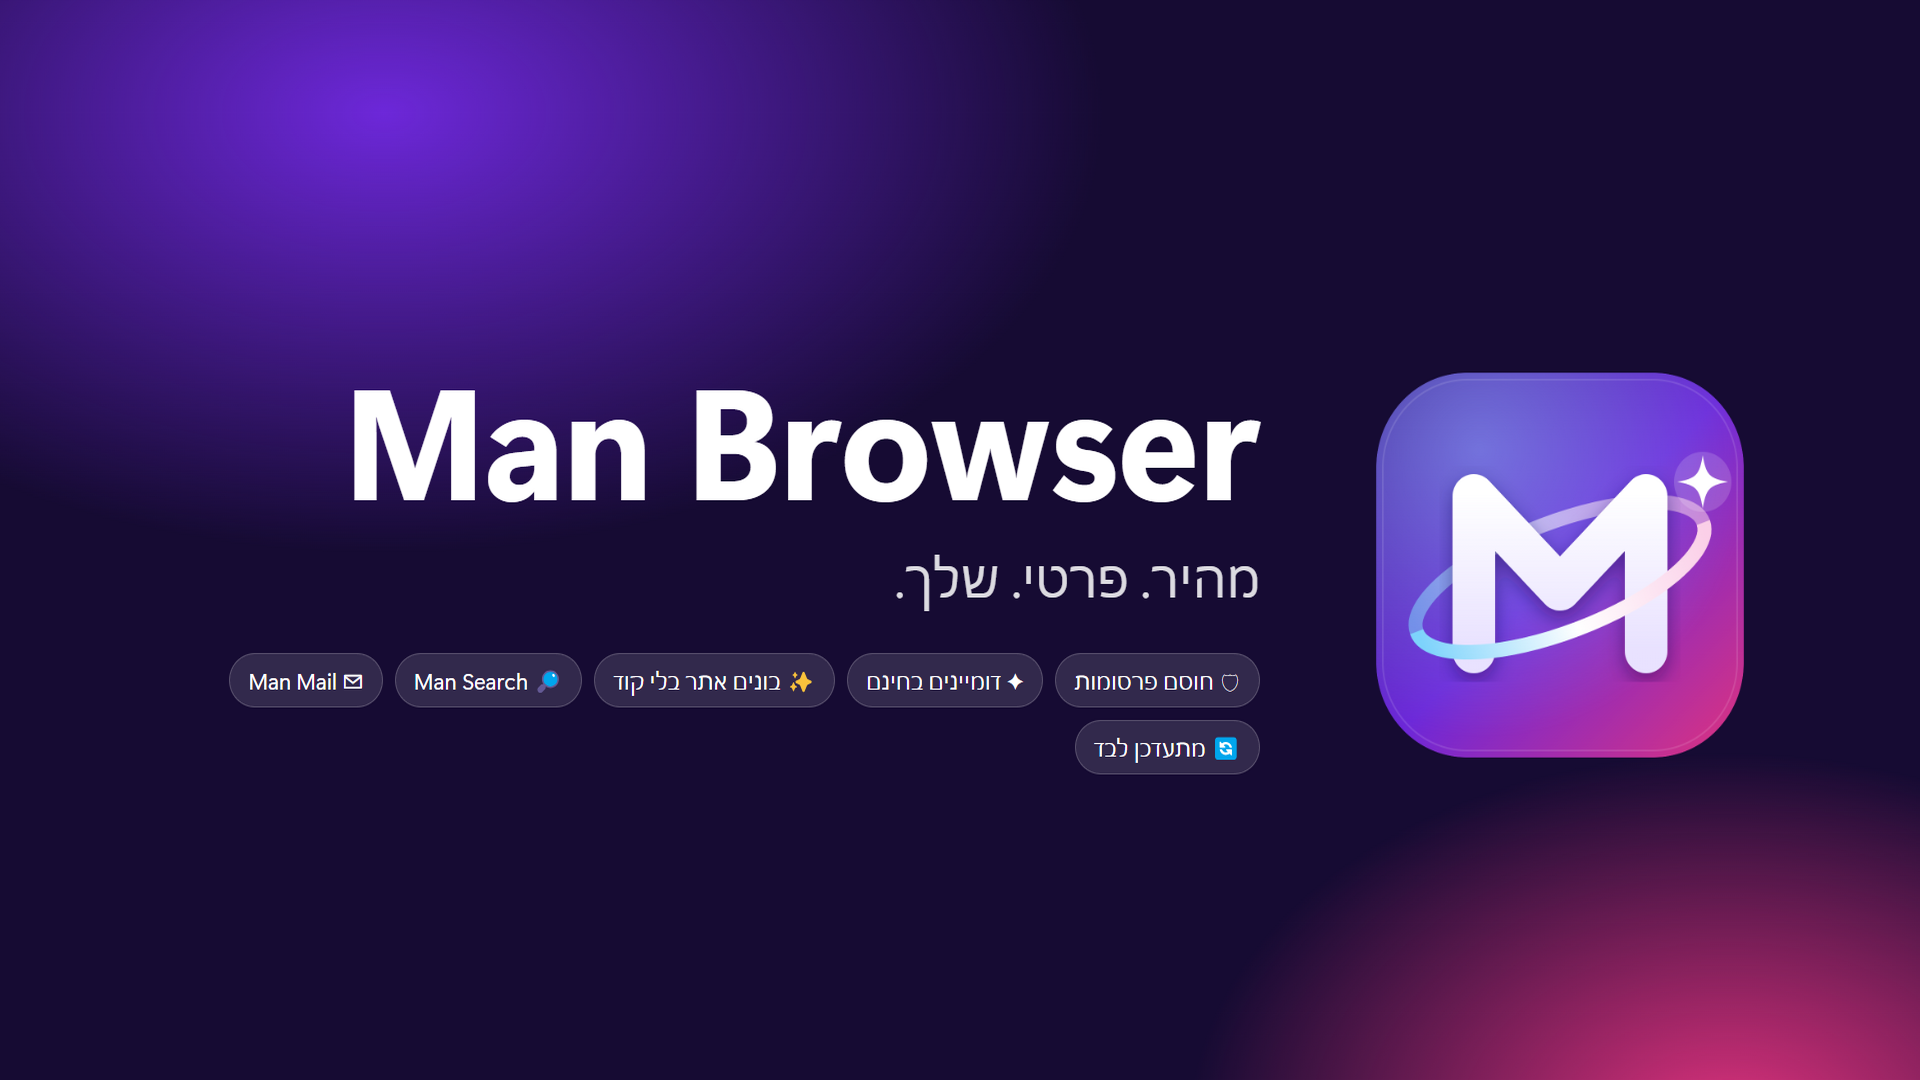 Man Browser
מהיר. פרטי. שלך.
חוסם פרסומות
דומיינים בחינם
בונים אתר בלי קוד
Man Search
Man Mail
מתעדכן לבד
M